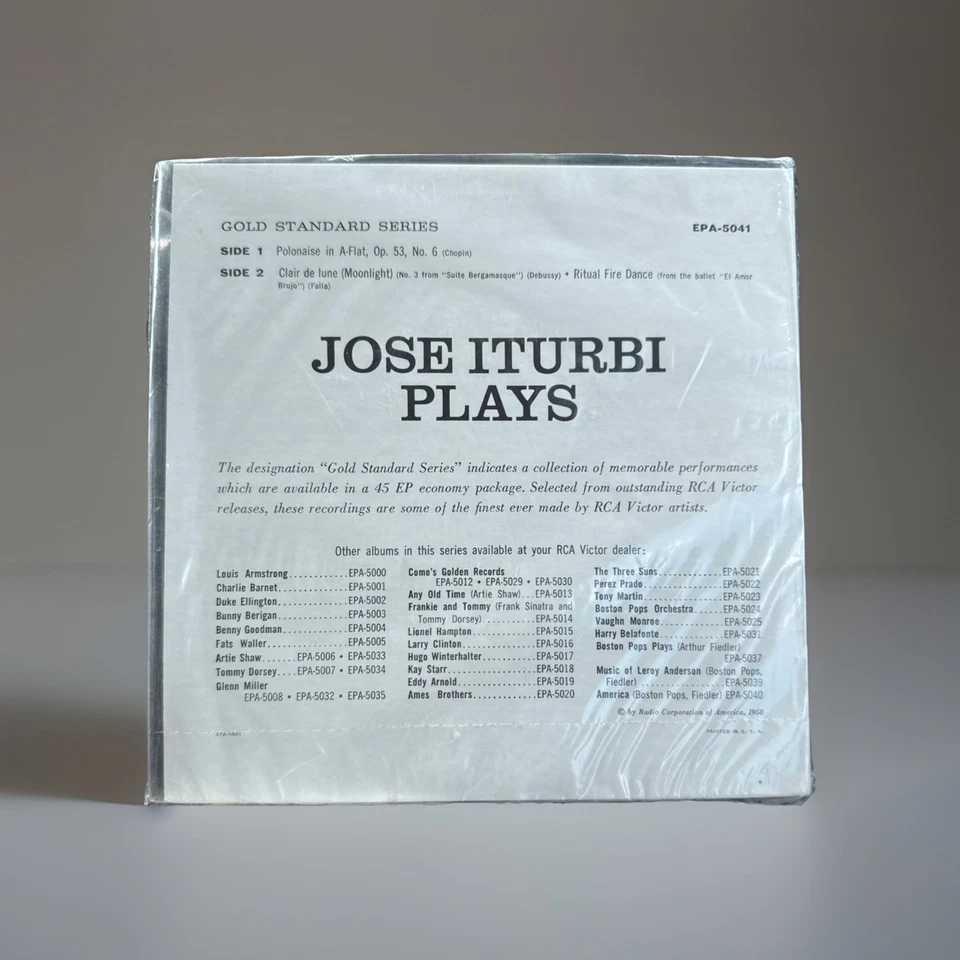 GOLD STANDARD SERIES EPA-5041
SIDE 1 Polonaise in A-Flat, Op. 53, No. 6 (Chopin)
SIDE 2 Clair de lune (Moonlight) (No. 3 from "Suite Bergamasque") (Debussy) • Ritual Fire Dance (from the ballet "El Amor
Brujo") (Falla)
JOSE ITURBI
PLAYS
The designation "Gold Standard Series" indicates a collection of memorable performances
which are available in a 45 EP economy package. Selected from outstanding RCA Victor
releases, these recordings are some of the finest ever made by RCA Victor artists.
Other albums in this series available at your RCA Victor dealer:
Louis Armstrong............EPA-5000
Charlie Barnet..............EPA-5001
Duke Ellington..............EPA-5002
Bunny Berigan..............EPA-5003
Benny Goodman............EPA-5004
Fats Waller..................EPA-5005
Artie Shaw.......EPA-5006 • EPA-5033
Tommy Dorsey....EPA-5007 • EPA-5034
Glenn Miller
EPA-5008 • EPA-5032 • EPA-5035
Como's Golden Records
EPA-5012 • EPA-5029 • EPA-5030
Any Old Time (Artie Shaw)...EPA-5013
Frankie and Tommy (Frank Sinatra and
Tommy Dorsey)............EPA-5014
Lionel Hampton..............EPA-5015
Larry Clinton................EPA-5016
Hugo Winterhalter...........EPA-5017
Kay Starr....................EPA-5018
Eddy Arnold.................EPA-5019
Ames Brothers..............EPA-5020
The Three Suns..............EPA-5021
Perez Prado.................EPA-5022
Tony Martin.................EPA-5023
Boston Pops Orchestra......EPA-5024
Vaughn Monroe.............EPA-5025
Harry Belafonte.............EPA-5031
Boston Pops Plays (Arthur Fiedler)
EPA-5037
Music of Leroy Anderson (Boston Pops,
Fiedler) ...................EPA-5039
America (Boston Pops, Fiedler) EPA-5040
© by Radio Corporation of America, 1958
EPA-5041 PRINTED IN U. S. A.